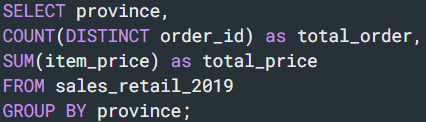 SELECT province,
COUNT(DISTINCT order_id) as total_order,
SUM(item_price) as total_price
FROM sales_retail_2019
GROUP BY province;